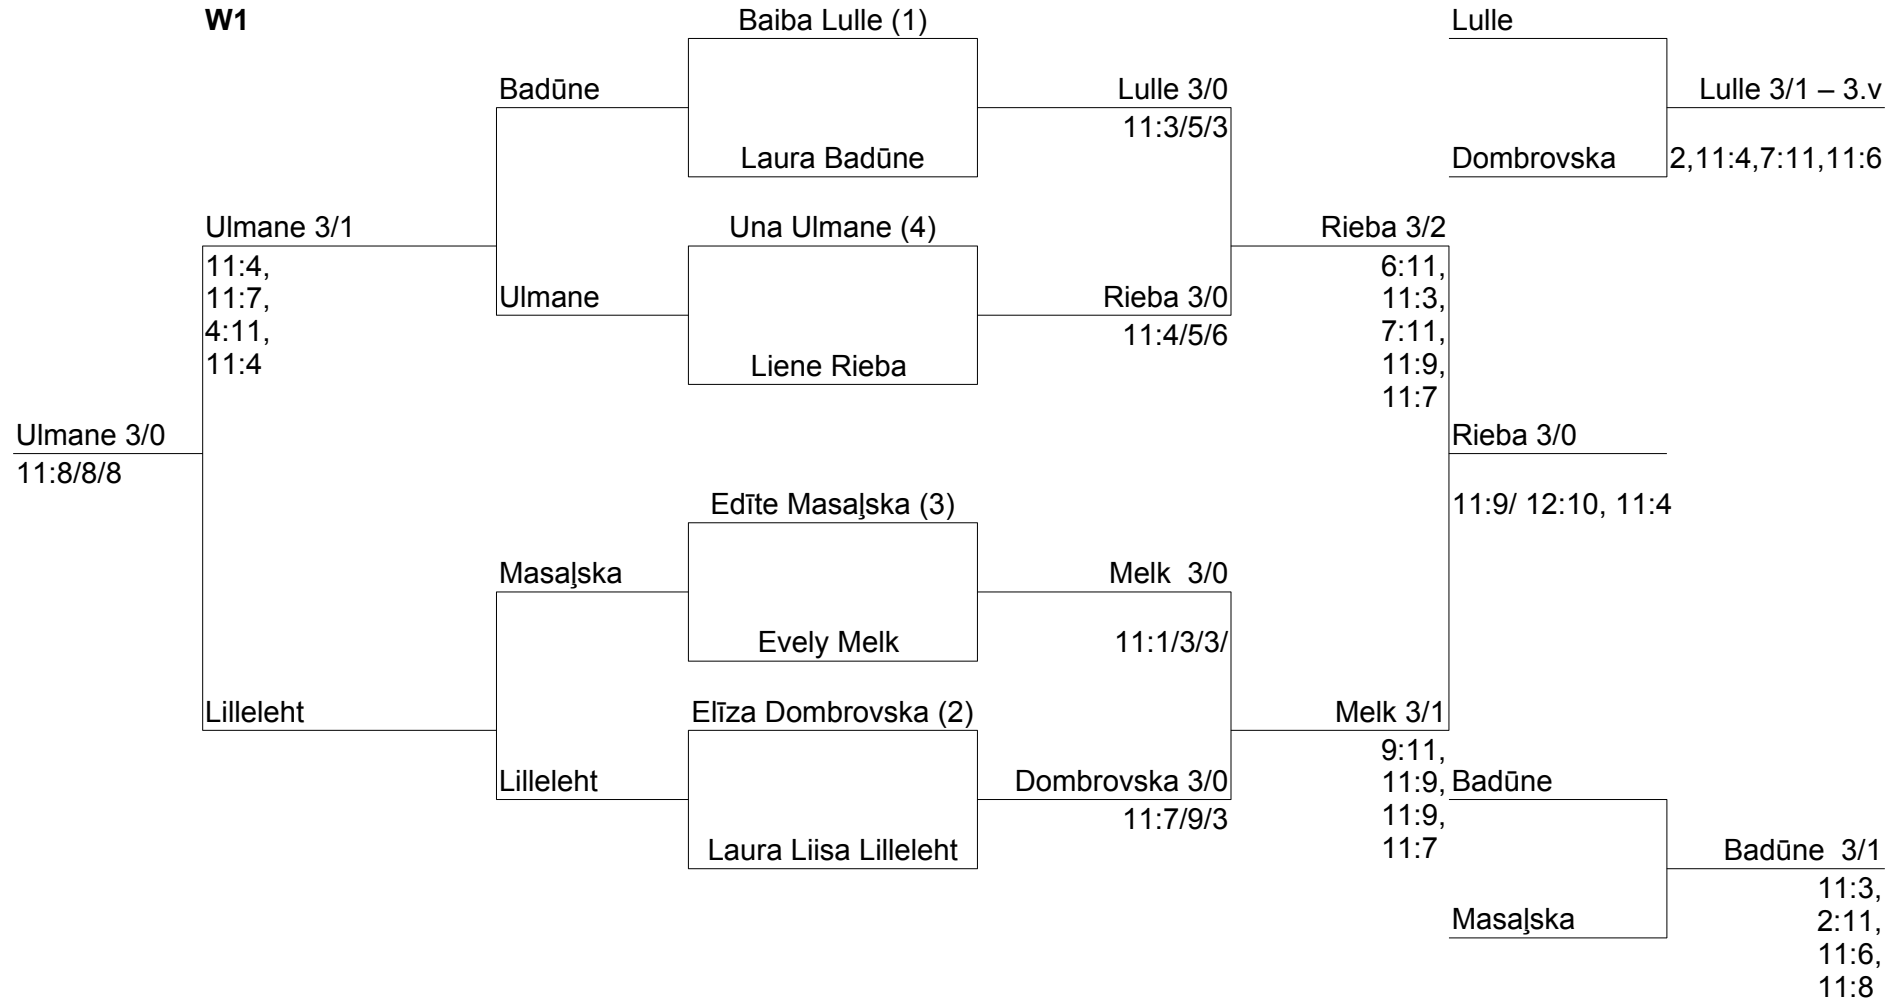 W1
Baiba Lulle (1)
Lulle
Badūne
Lulle 3/0
Lulle 3/1 – 3.v
11:3/5/3
Laura Badūne
Dombrovska
2,11:4,7:11,11:6
Ulmane 3/1
Una Ulmane (4)
Rieba 3/2
11:4,
11:7,
4:11,
11:4
6:11,
11:3,
7:11,
11:9,
11:7
Ulmane
Rieba 3/0
11:4/5/6
Liene Rieba
Ulmane 3/0
11:8/8/8
Rieba 3/0
11:9/ 12:10, 11:4
Edīte Masaļska (3)
Masaļska
Melk  3/0
Evely Melk
11:1/3/3/
Lilleleht
Elīza Dombrovska (2)
Melk 3/1
9:11,
11:9,
11:9,
11:7
Lilleleht
Dombrovska 3/0
11:7/9/3
Laura Liisa Lilleleht
Badūne
Badūne  3/1
11:3,
2:11,
11:6,
11:8
Masaļska